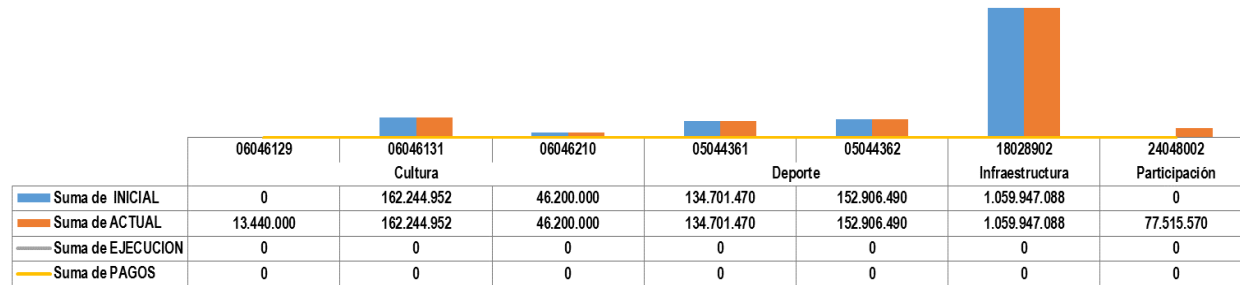 06046129 06046131 06046210 05044361 05044362 18028902 24048002
Cultura Deporte Infraestructura Participación
Suma de INICIAL 0 162.244.952 46.200.000 134.701.470 152.906.490 1.059.947.088 0
Suma de ACTUAL 13.440.000 162.244.952 46.200.000 134.701.470 152.906.490 1.059.947.088 77.515.570
Suma de EJECUCION 0 0 0 0 0 0 0
Suma de PAGOS 0 0 0 0 0 0 0